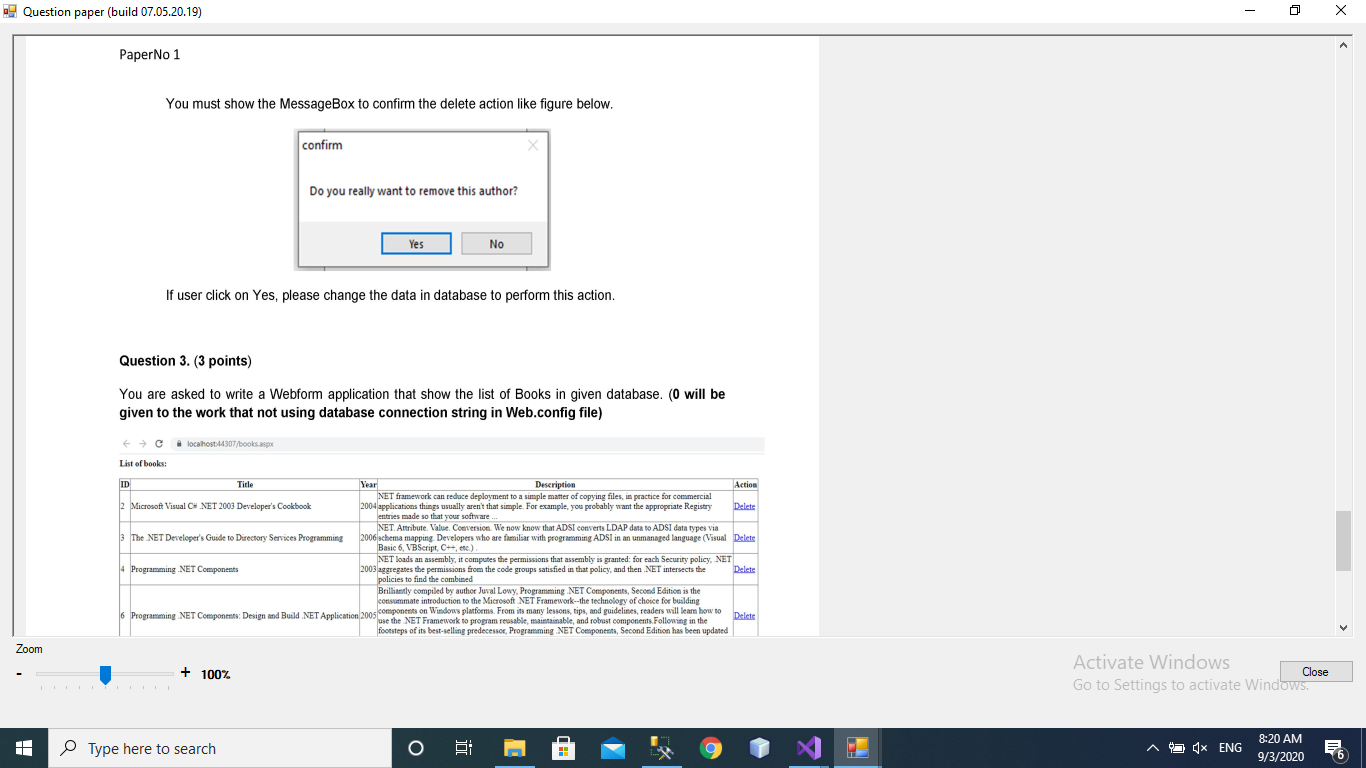 Question paper (build 07.05.20.19)
PaperNo 1
You must show the MessageBox to confirm the delete action like figure below.
confirm
Do you really want to remove this author?
Yes No
If user click on Yes, please change the data in database to perform this action.
Question 3. (3 points)
You are asked to write a Webform application that show the list of Books in given database. (0 will be
given to the work that not using database connection string in Web.config file)
localhost:44307/books.aspx
List of books:
ID Title Year Description Action
2 Microsoft Visual C# .NET 2003 Developer's Cookbook 2004 NET framework can reduce deployment to a simple matter of copying files, in practice for commercial
applications things usually aren't that simple. For example, you probably want the appropriate Registry
entries made so that your software ... Delete
3 The .NET Developer's Guide to Directory Services Programming 2006 NET. Attribute. Value. Conversion. We now know that ADSI converts LDAP data to ADSI data types via
schema mapping. Developers who are familiar with programming ADSI in an unmanaged language (Visual
Basic 6, VBScript, C++, etc.) . Delete
4 Programming .NET Components 2003 NET loads an assembly, it computes the permissions that assembly is granted: for each Security policy, .NET
aggregates the permissions from the code groups satisfied in that policy, and then .NET intersects the
policies to find the combined Delete
6 Programming .NET Components: Design and Build .NET Application 2005 Brilliantly compiled by author Juval Lowy, Programming .NET Components, Second Edition is the
consummate introduction to the Microsoft .NET Framework--the technology of choice for building
components on Windows platforms. From its many lessons, tips, and guidelines, readers will learn how to
use the .NET Framework to program reusable, maintainable, and robust components.Following in the
footsteps of its best-selling predecessor, Programming .NET Components, Second Edition has been updated Delete
Zoom
- + 100%
Activate Windows
Go to Settings to activate Windows.
Close
Type here to search
ENG
8:20 AM
9/3/2020
6